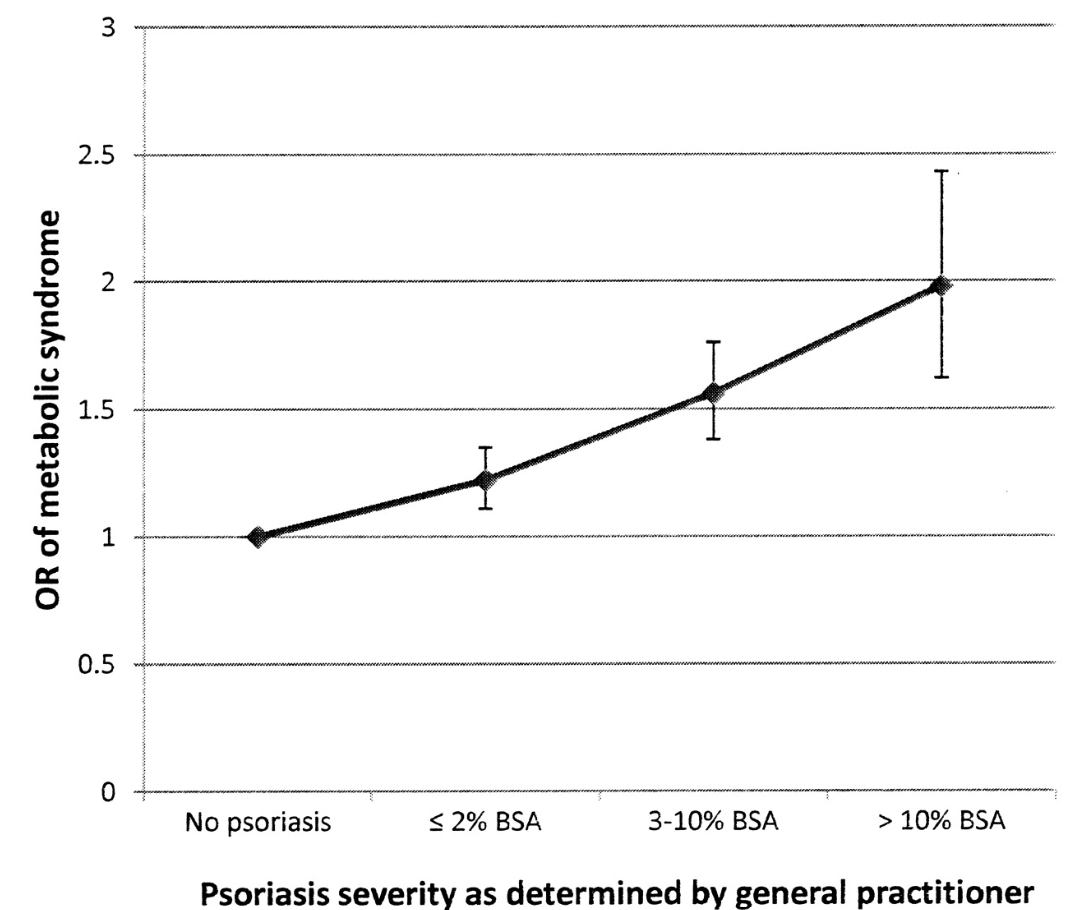 3
2.5
2
1.5
1
0.5
0
OR of metabolic syndrome
No psoriasis
≤ 2% BSA
3-10% BSA
> 10% BSA
Psoriasis severity as determined by general practitioner